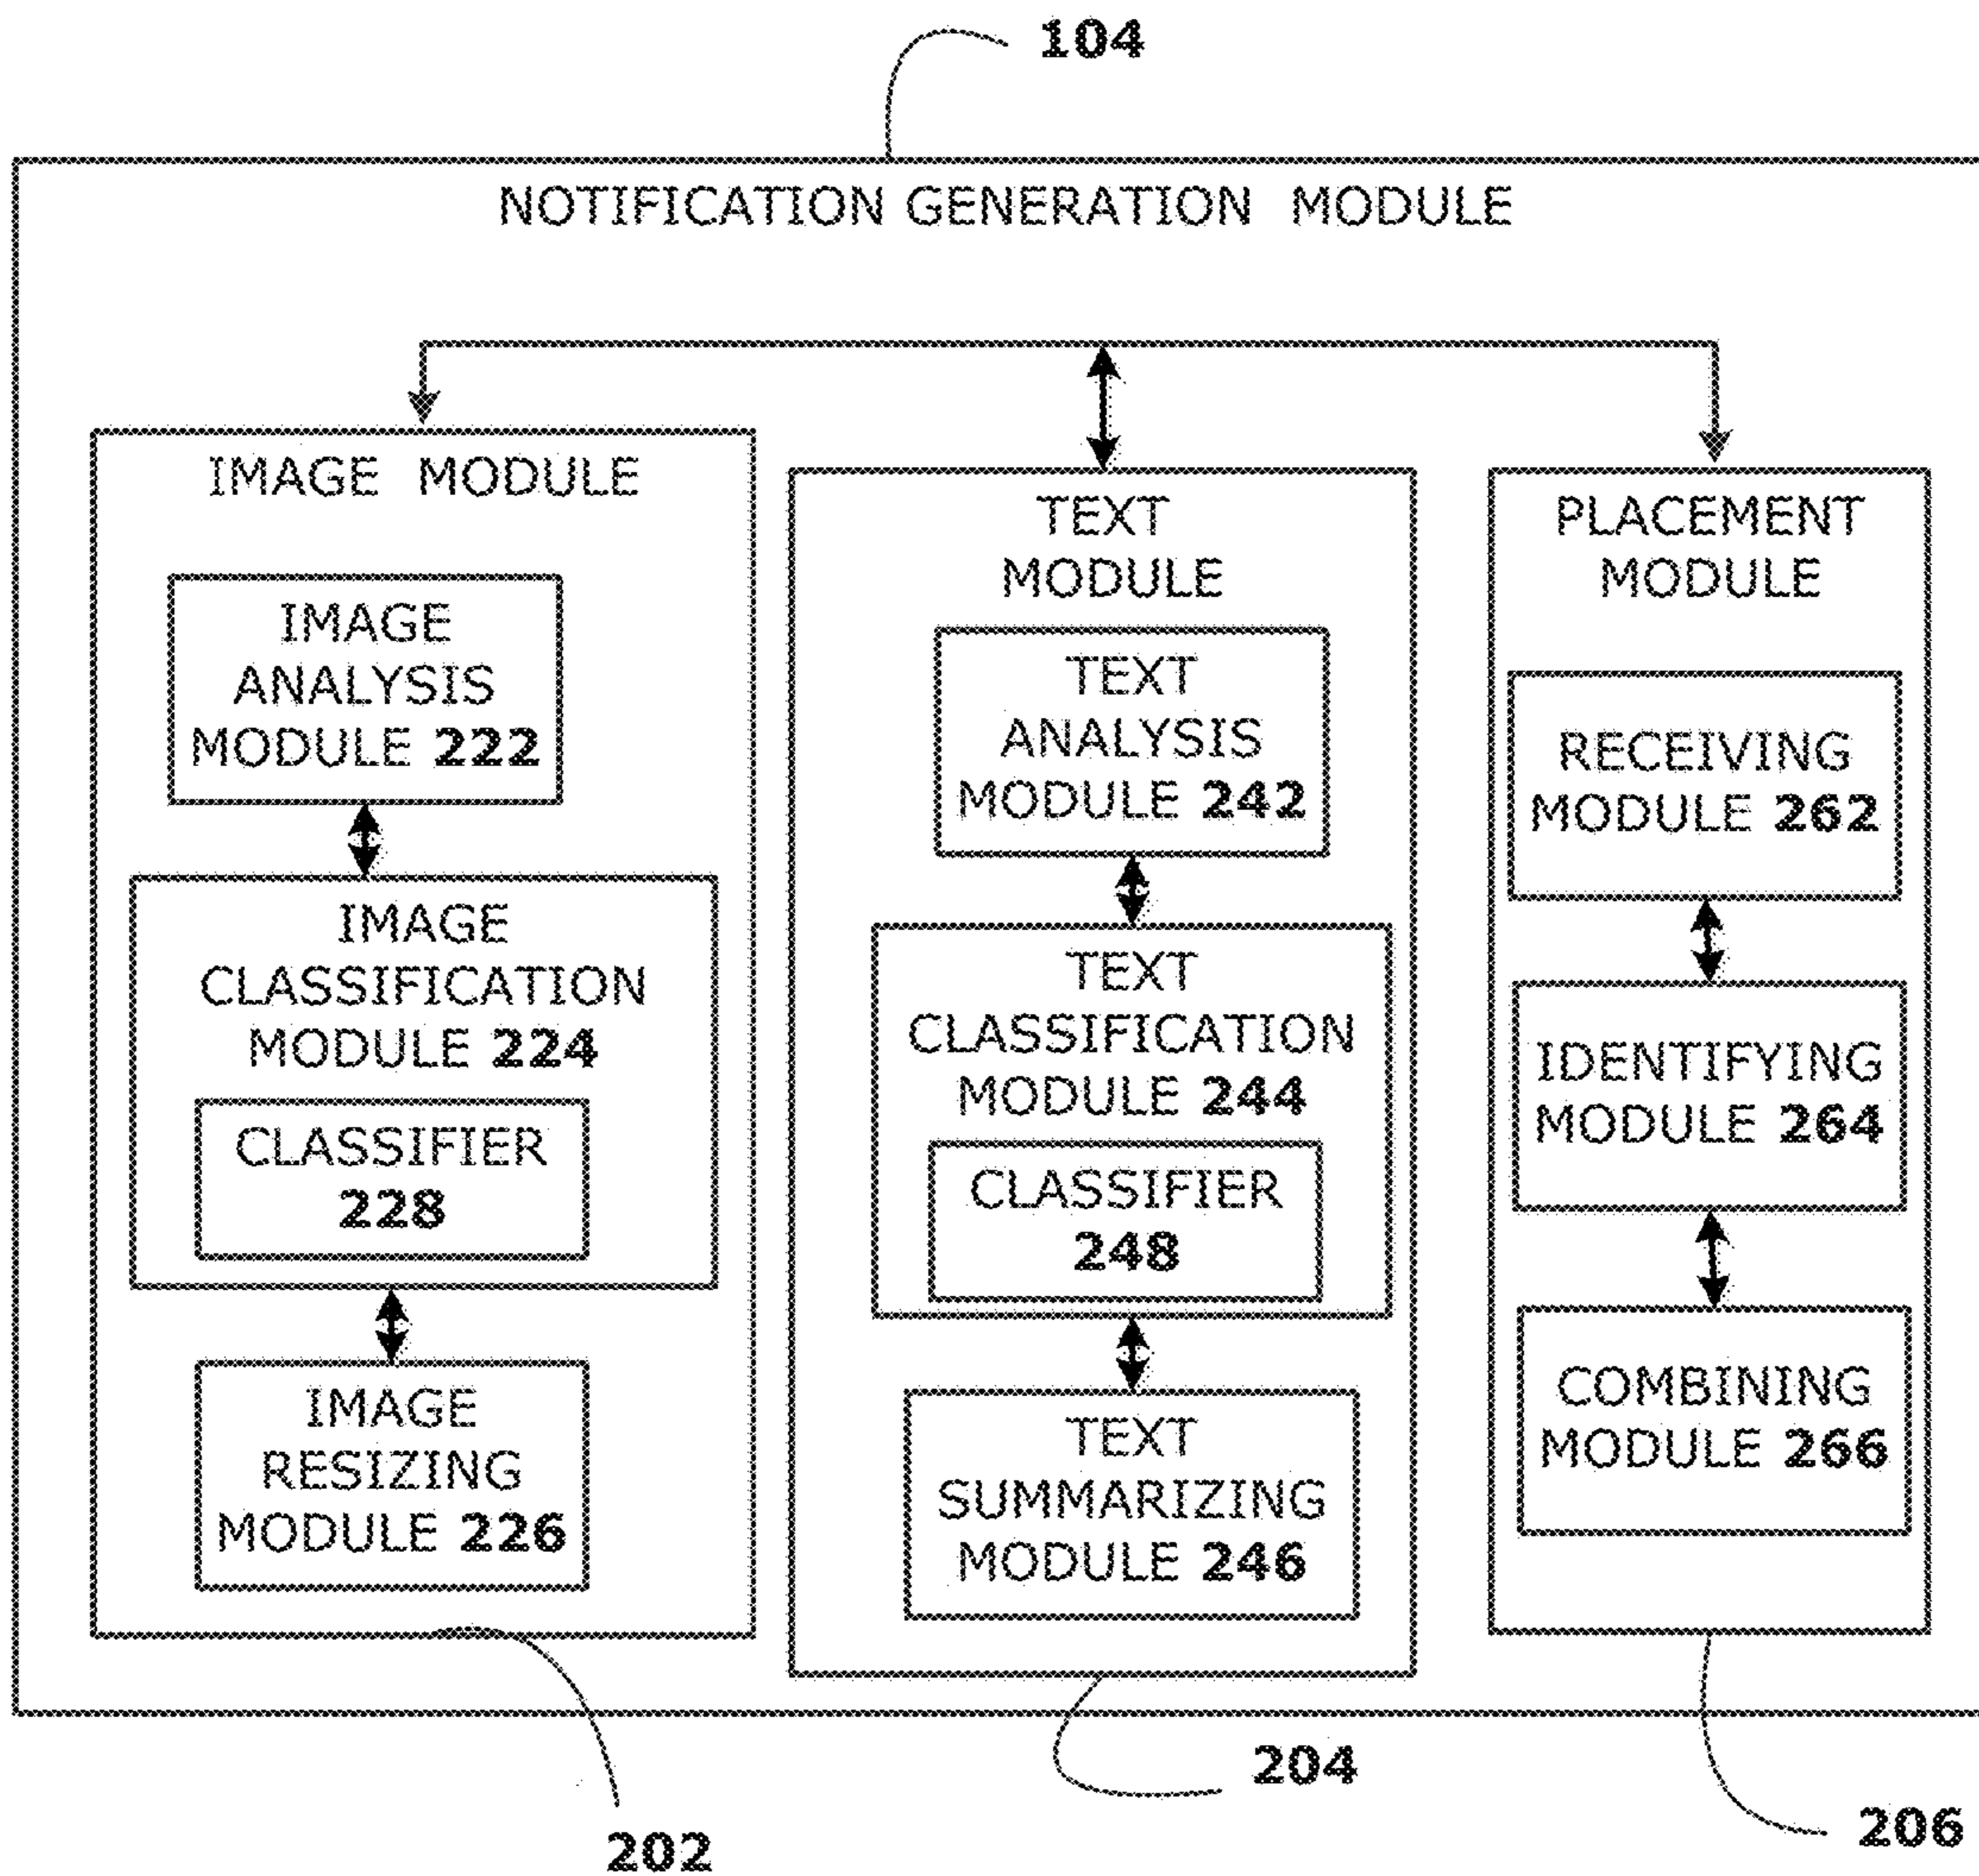 104
NOTIFICATION GENERATION MODULE
IMAGE MODULE
IMAGE
ANALYSIS
MODULE 222
IMAGE
CLASSIFICATION
MODULE 224
CLASSIFIER
228
IMAGE
RESIZING
MODULE 226
TEXT
MODULE
TEXT
ANALYSIS
MODULE 242
TEXT
CLASSIFICATION
MODULE 244
CLASSIFIER
248
TEXT
SUMMARIZING
MODULE 246
PLACEMENT
MODULE
RECEIVING
MODULE 262
IDENTIFYING
MODULE 264
COMBINING
MODULE 266
202
204
206